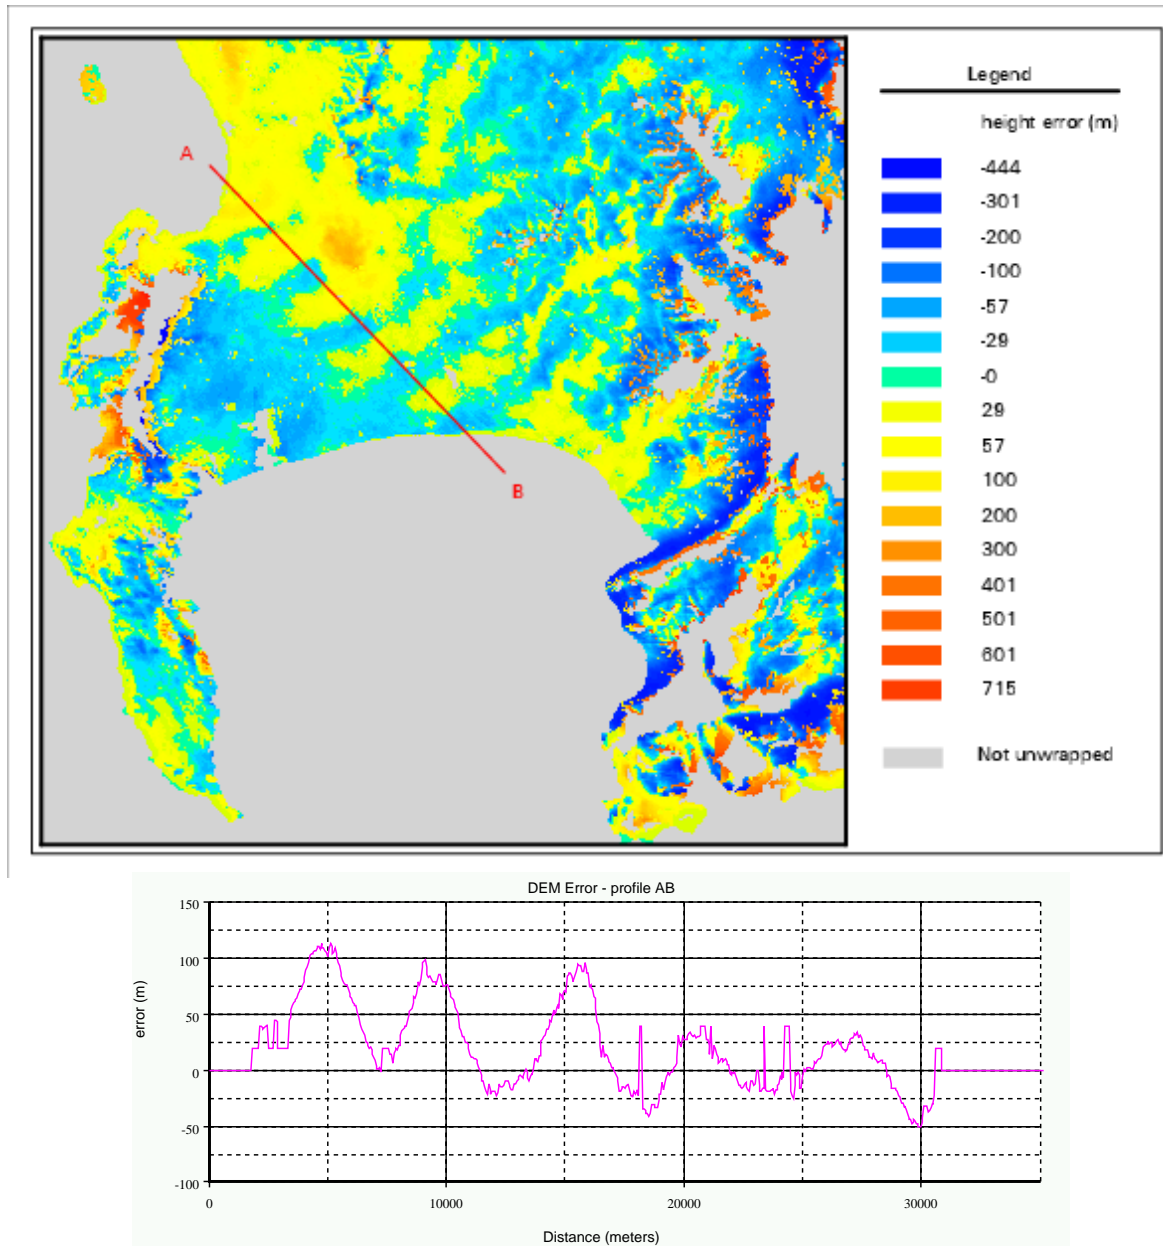 Legend
height error (m)
A
-444
-301
-200
-100
-57
-29
-0
29
57
100
200
300
401
501
601
715
B
Not unwrapped
DEM Error - profile AB
150
100
50
0
-50
-100
error (m)
0 10000 20000 30000
Distance (meters)